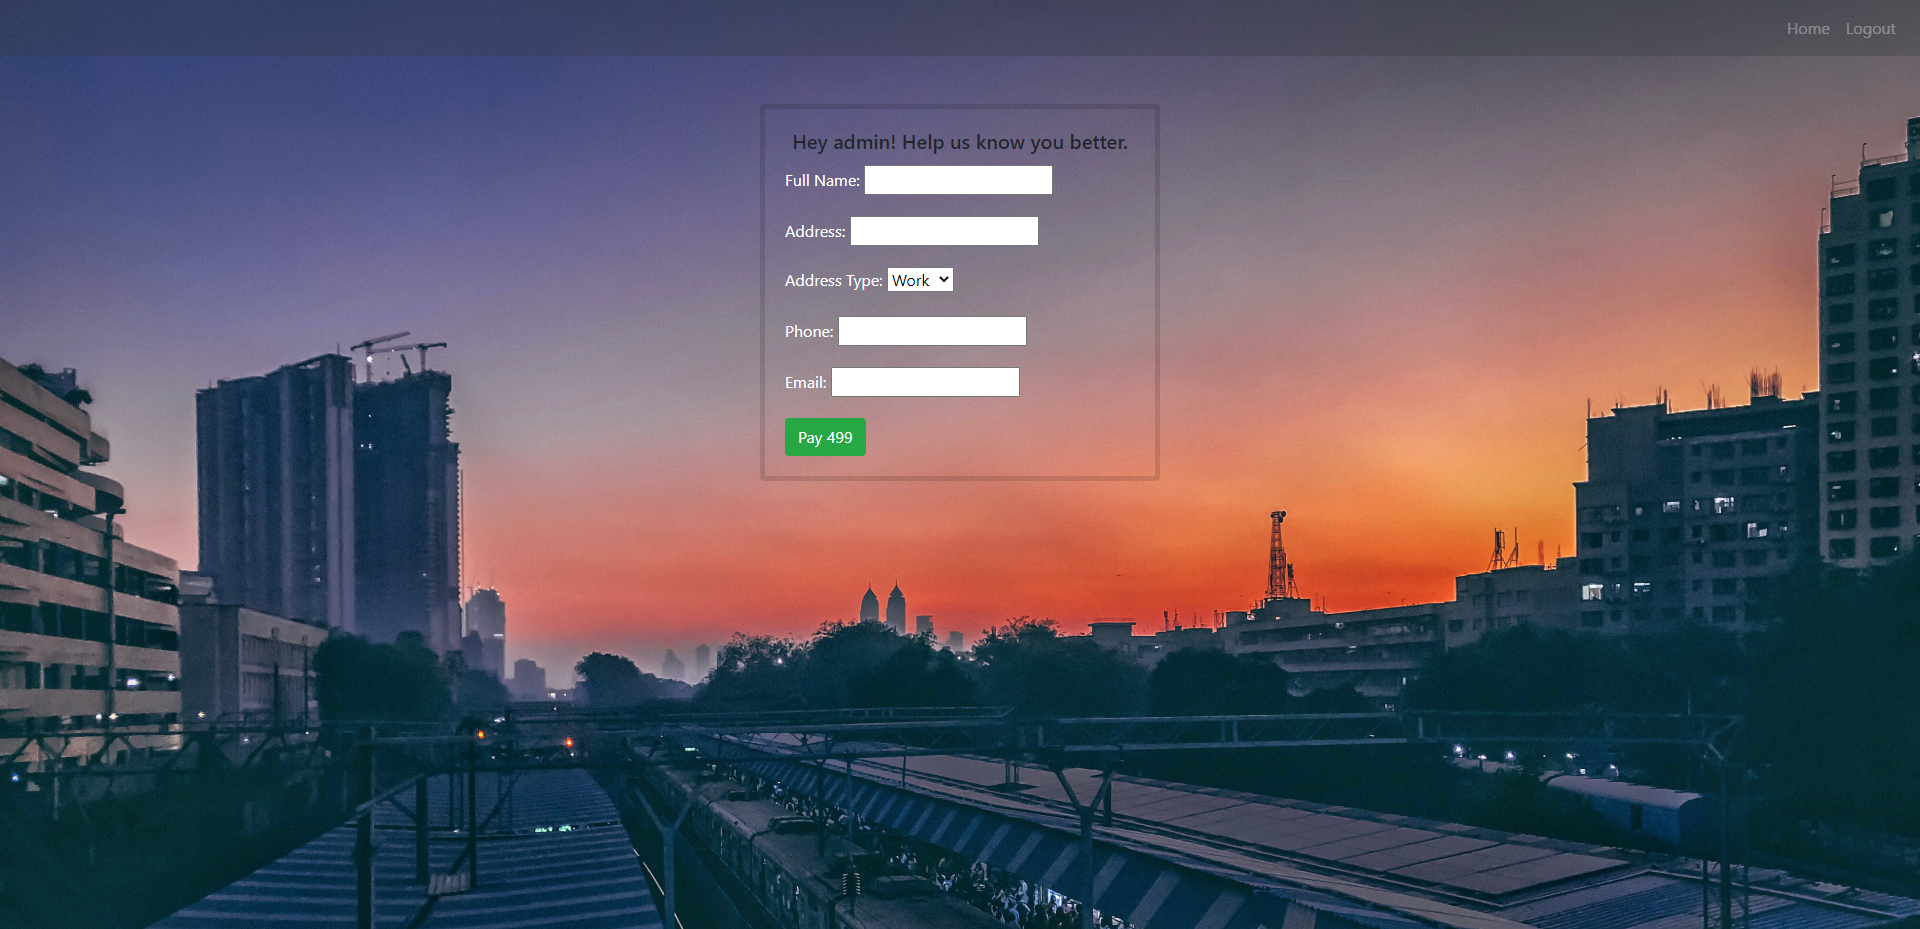 Home Logout
Hey admin! Help us know you better.
Full Name:
Address:
Address Type: Work
Phone:
Email:
Pay 499